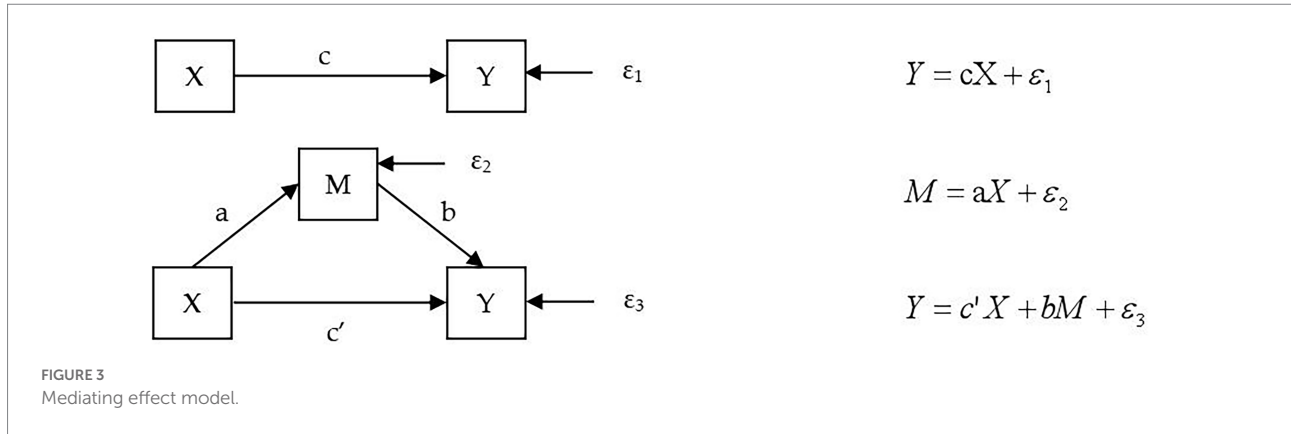 c
X
Y
ε₁
Y = cX + ε₁
M
ε₂
a
b
M = aX + ε₂
X
Y
ε₃
c′
Y = c'X + bM + ε₃
FIGURE 3
Mediating effect model.